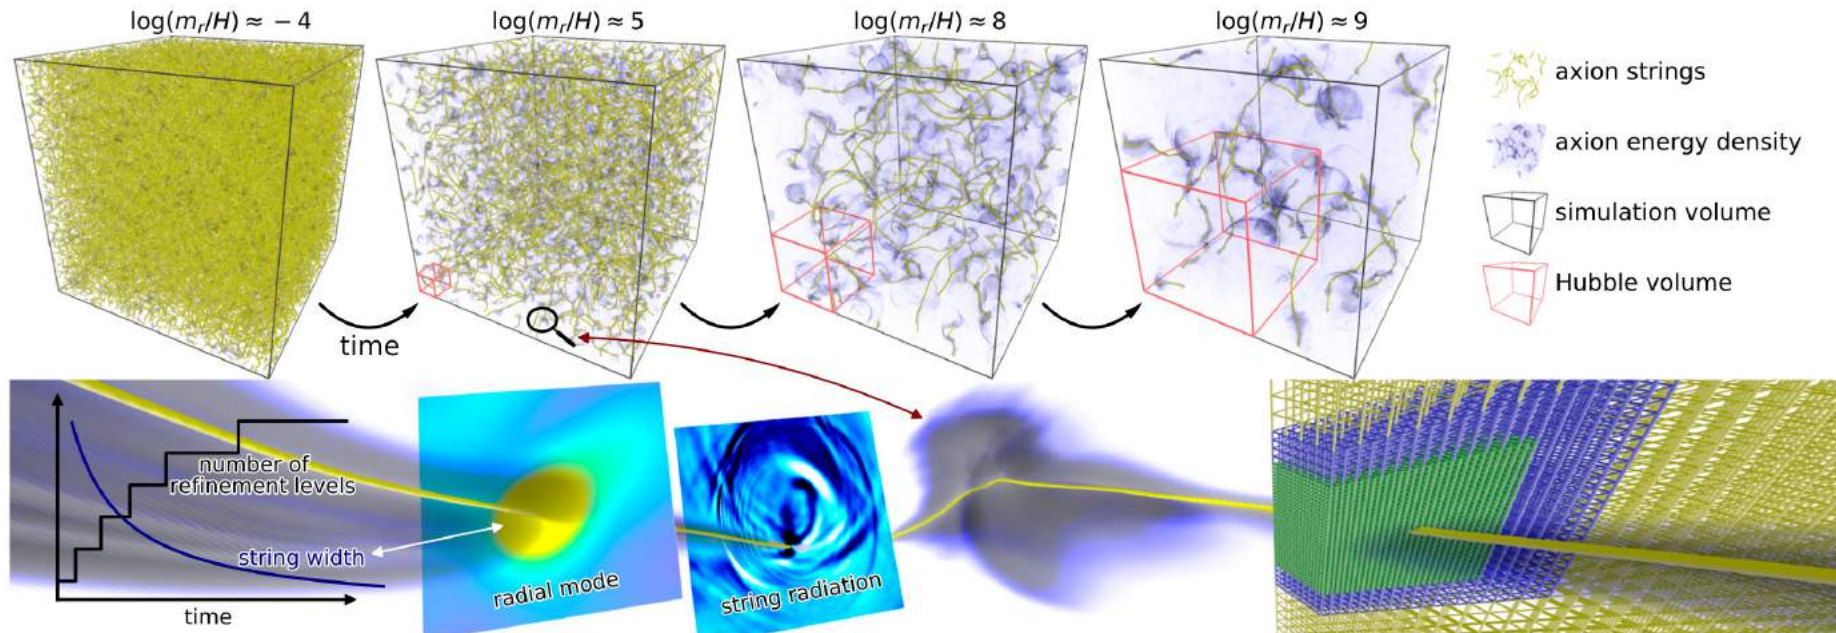 log(m_r/H) ≈ − 4
log(m_r/H) ≈ 5
log(m_r/H) ≈ 8
log(m_r/H) ≈ 9
axion strings
axion energy density
simulation volume
Hubble volume
time
number of
refinement levels
string width
time
radial mode
string radiation